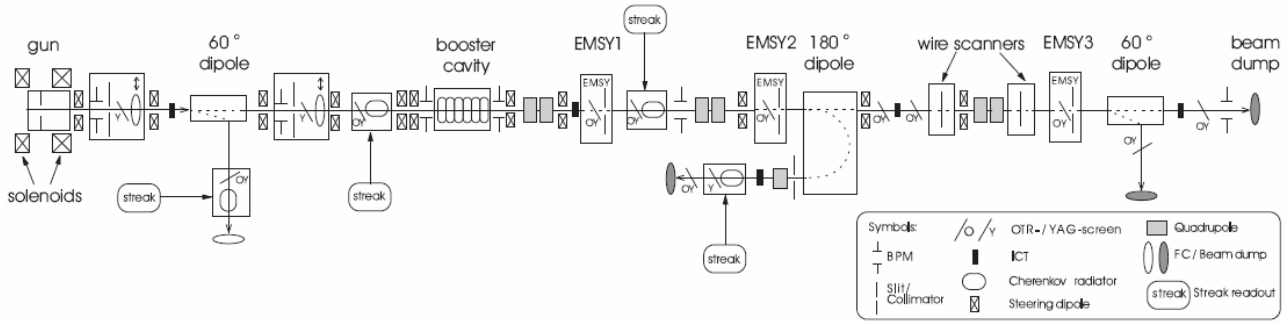 gun
60°
dipole
booster
cavity
EMSY1
streak
EMSY2
180°
dipole
wire scanners
EMSY3
60°
dipole
beam
dump
EMSY
EMSY
EMSY
Y
Y
OY
OY
OY
OY
OY
OY
OY
OY
OY
OY
solenoids
streak
OY
streak
OY
Y
streak
Symbols:
BPM
Slit/
Collimator
O
Y
OTR-/YAG-screen
ICT
Cherenkov radiator
Steering dipole
Quadrupole
FC/Beam dump
streak
Streak readout